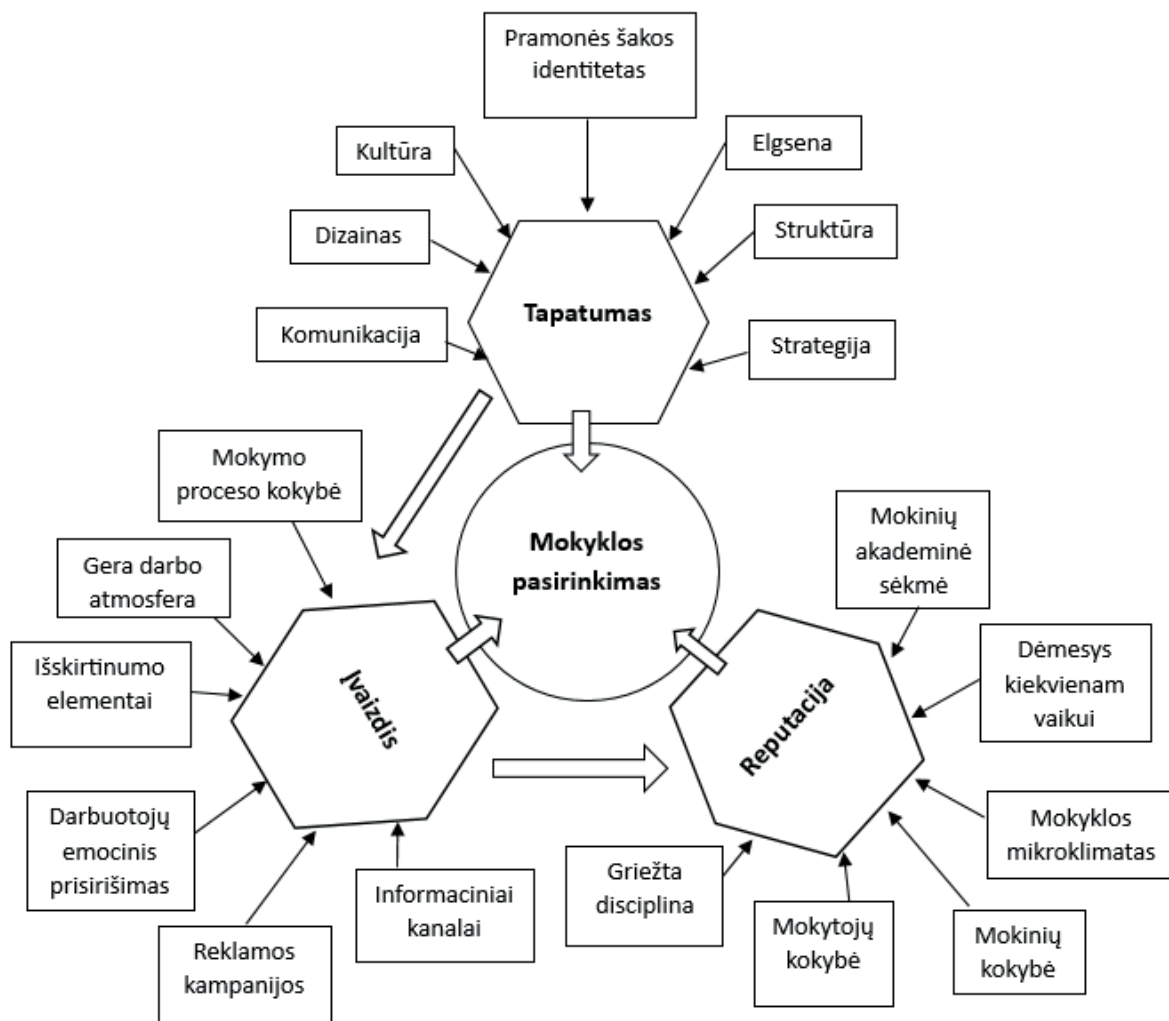 Pramonės šakos
identitetas
Kultūra
Elgsena
Dizainas
Struktūra
Komunikacija
Tapatumas
Strategija
Mokymo
proceso kokybė
Mokyklos
pasirinkimas
Mokinių
akademinė
sėkmė
Gera darbo
atmosfera
Išskirtinumo
elementai
Įvaizdis
Reputacija
Dėmesys
kiekvienam
vaikui
Darbuotojų
emocinis
prisirišimas
Mokyklos
mikroklimatas
Informaciniai
kanalai
Griežta
disciplina
Reklamos
kampanijos
Mokytojų
kokybė
Mokinių
kokybė